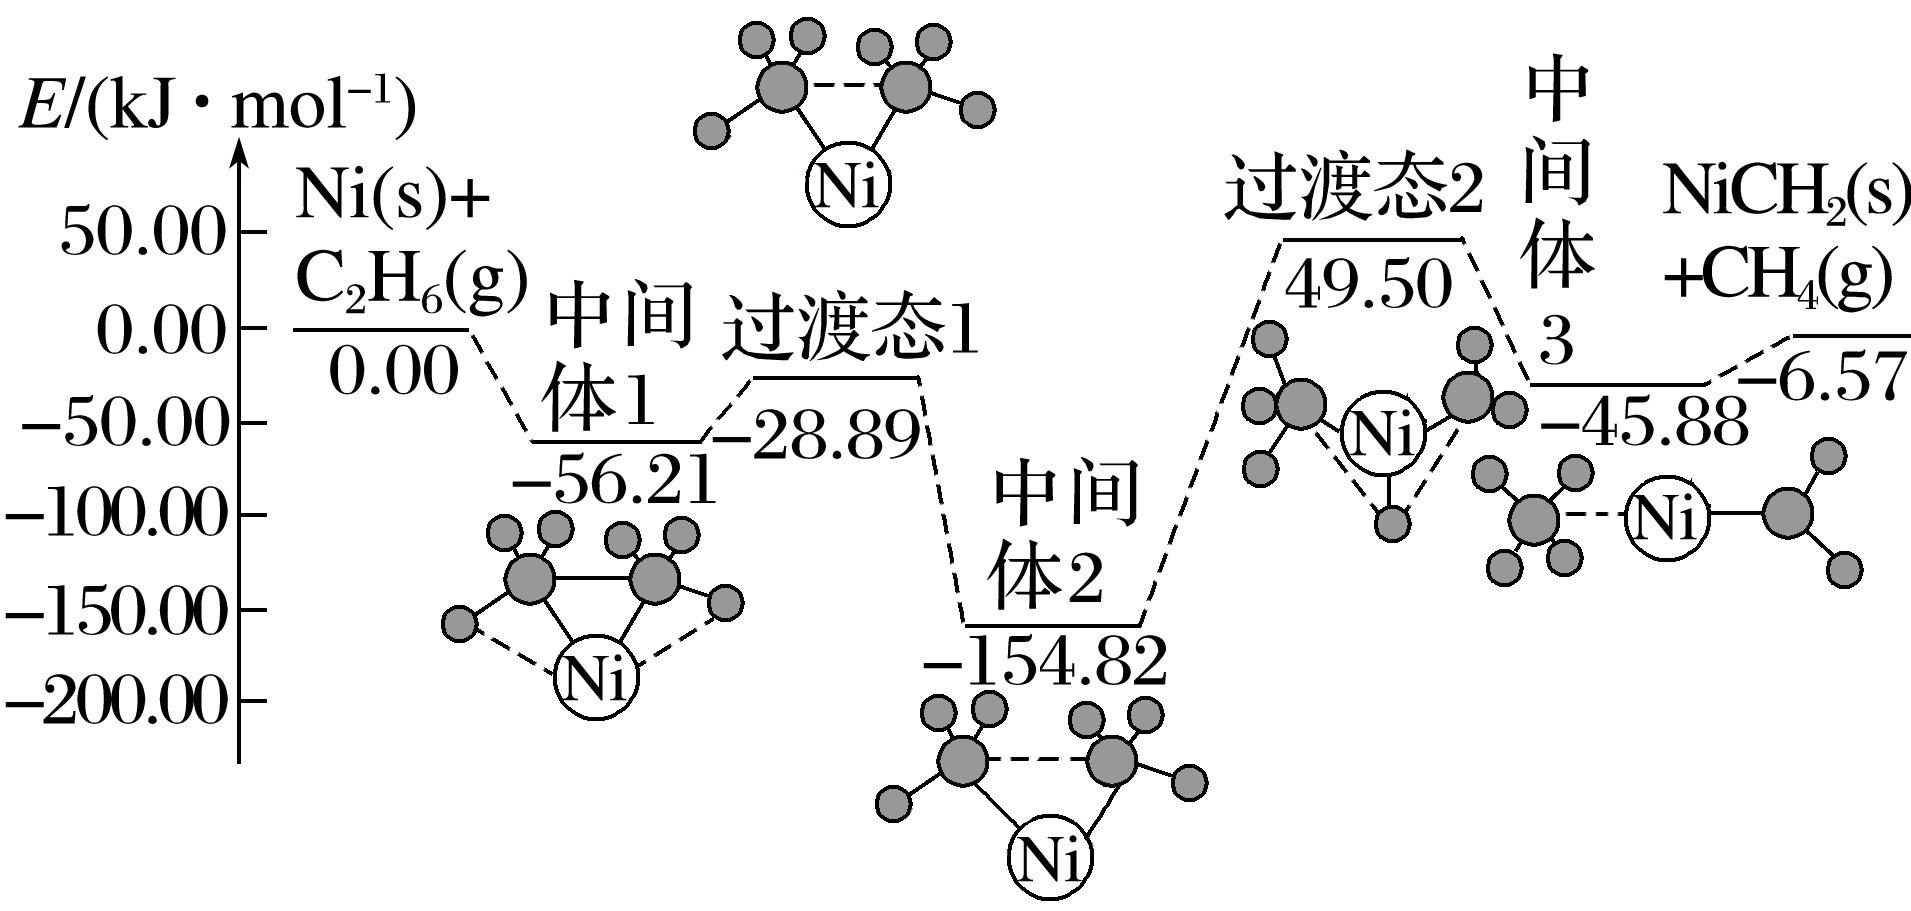 E/(kJ·mol⁻¹)
50.00
0.00
−50.00
−100.00
−150.00
−200.00
Ni(s)+
C₂H₆(g)
0.00
中间
体1
−56.21
Ni
过渡态1
−28.89
Ni
中间
体2
−154.82
Ni
过渡态2
49.50
Ni
中
间
体
3
−45.88
Ni
NiCH₂(s)
+CH₄(g)
−6.57